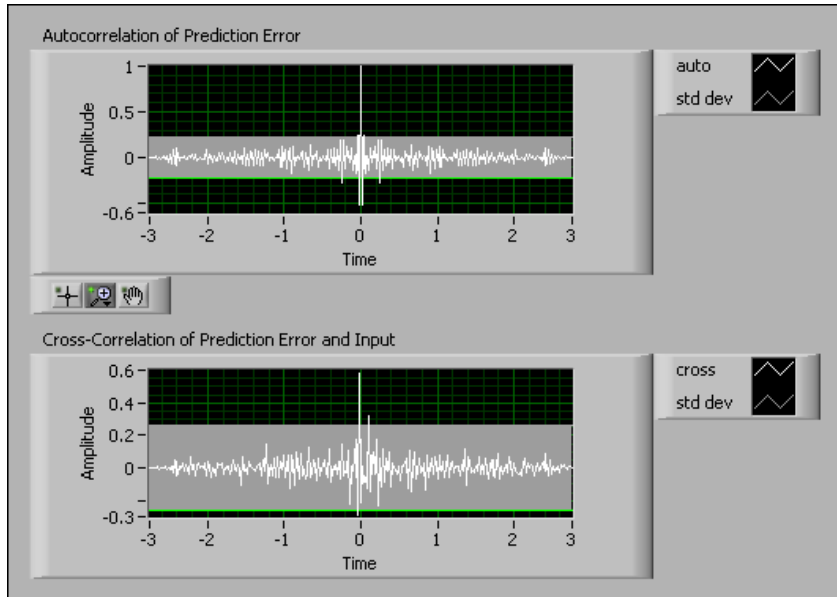 Autocorrelation of Prediction Error
auto
std dev
Amplitude
1
0.5
0
-0.6
-3 -2 -1 0 1 2 3
Time
Cross-Correlation of Prediction Error and Input
cross
std dev
Amplitude
0.6
0.4
0.2
0
-0.3
-3 -2 -1 0 1 2 3
Time